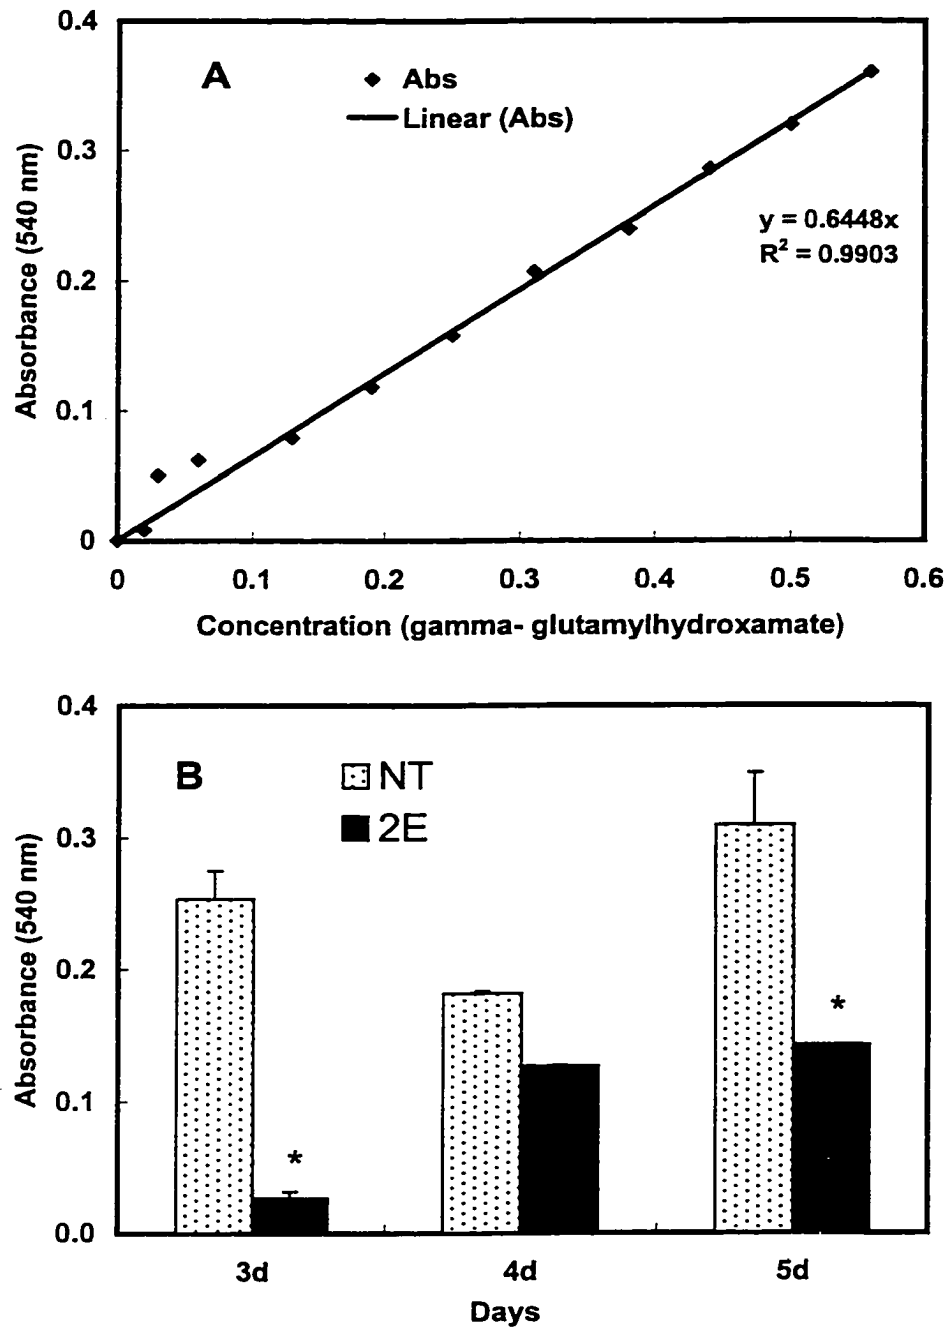 0.4
A
Abs
Linear (Abs)
0.3
y = 0.6448x
R² = 0.9903
0.2
0.1
0
Absorbance (540 nm)
0 0.1 0.2 0.3 0.4 0.5 0.6
Concentration (gamma- glutamylhydroxamate)
0.4
B
NT
2E
0.3
0.2
*
0.1
*
0.0
Absorbance (540 nm)
3d 4d 5d
Days